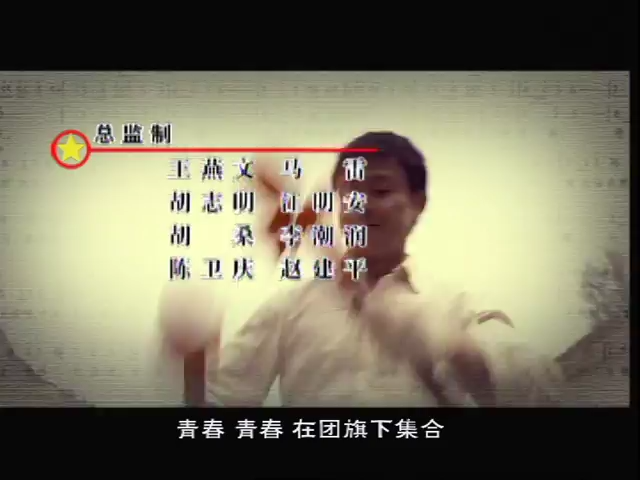 总监制
王燕文 马雷
胡志明 江明安
胡桑 李潮润
陈卫庆 赵建平
青春 青春 在团旗下集合